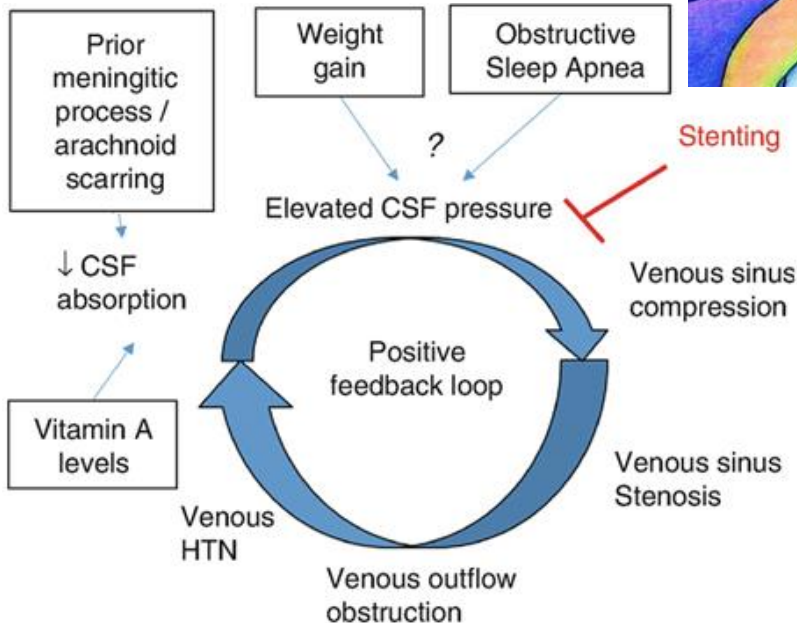 Prior
meningitic
process /
arachnoid
scarring
Weight
gain
Obstructive
Sleep Apnea
?
Stenting
Elevated CSF pressure
↓ CSF
absorption
Venous sinus
compression
Positive
feedback loop
Vitamin A
levels
Venous sinus
Stenosis
Venous
HTN
Venous outflow
obstruction